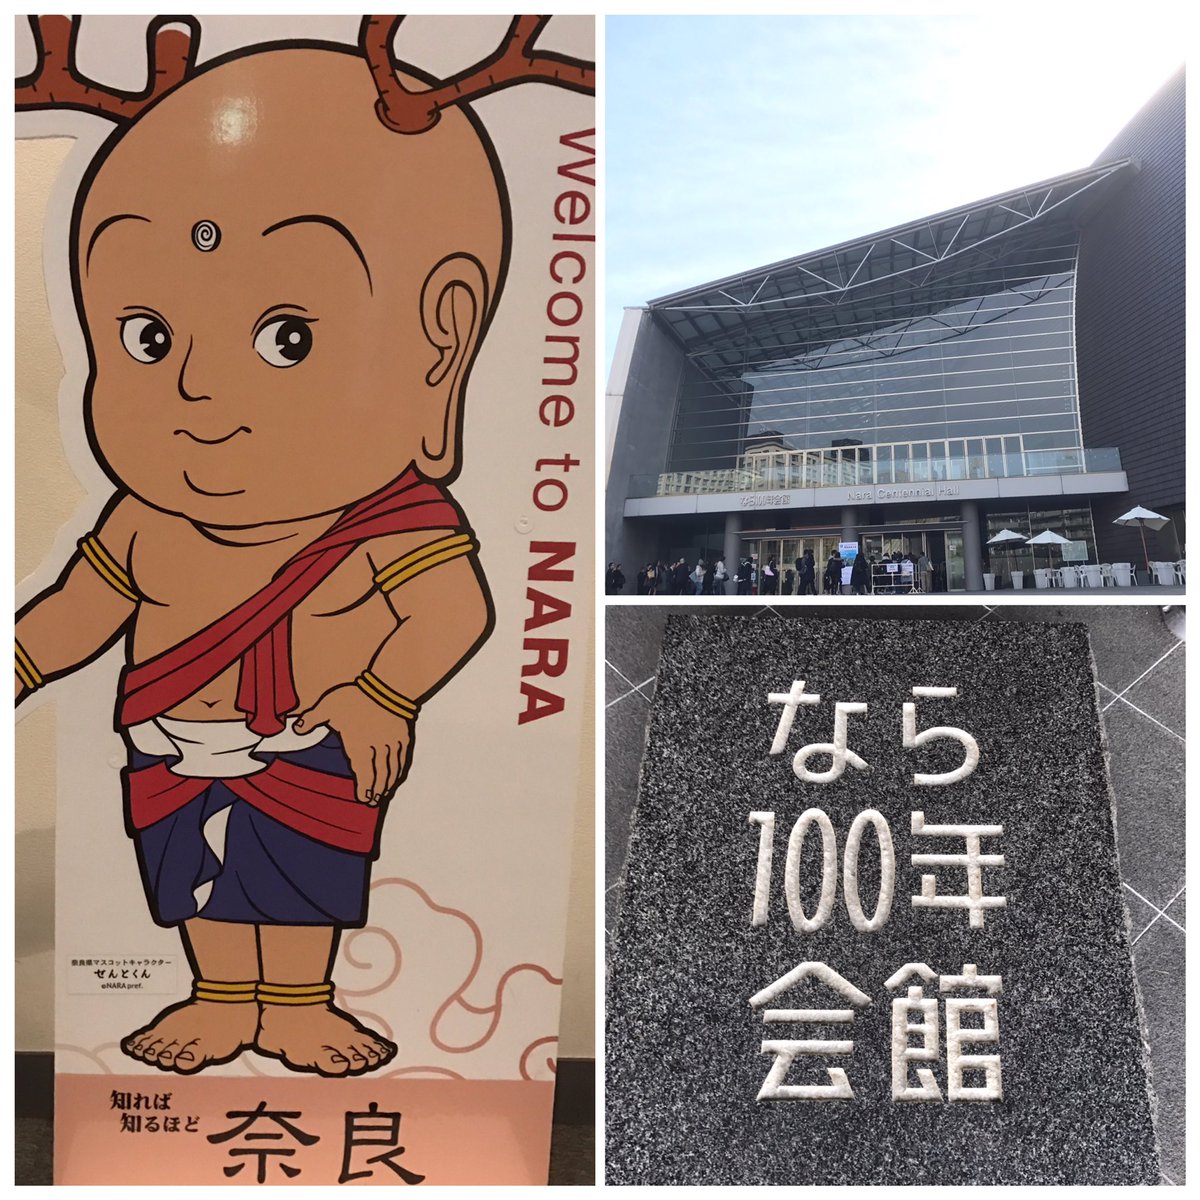 Welcome to NARA
奈良県マスコットキャラクター
せんとくん
©NARA pref.
知れば
知るほど
奈良
なら100年会館
Nara Centennial Hall
なら
100年
会館